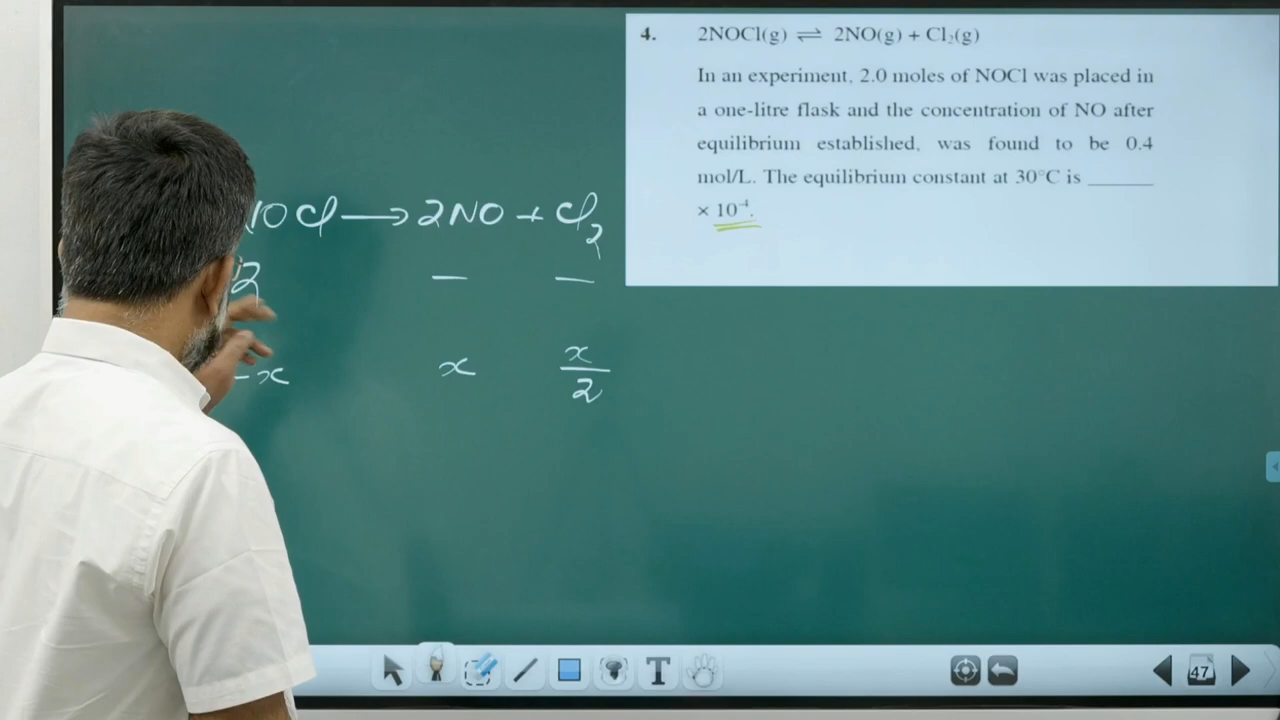 4. 2NOCl(g) ⇌ 2NO(g) + Cl₂(g)
In an experiment, 2.0 moles of NOCl was placed in
a one-litre flask and the concentration of NO after
equilibrium established, was found to be 0.4
mol/L. The equilibrium constant at 30°C is ______
× 10⁻⁴.
NOCl → 2NO + Cl₂
2 — —
-x x x/2
T
47